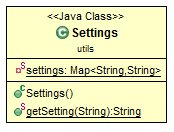 <<Java Class>>
C Settings
utils
S settings: Map<String,String>
C Settings()
S getSetting(String):String